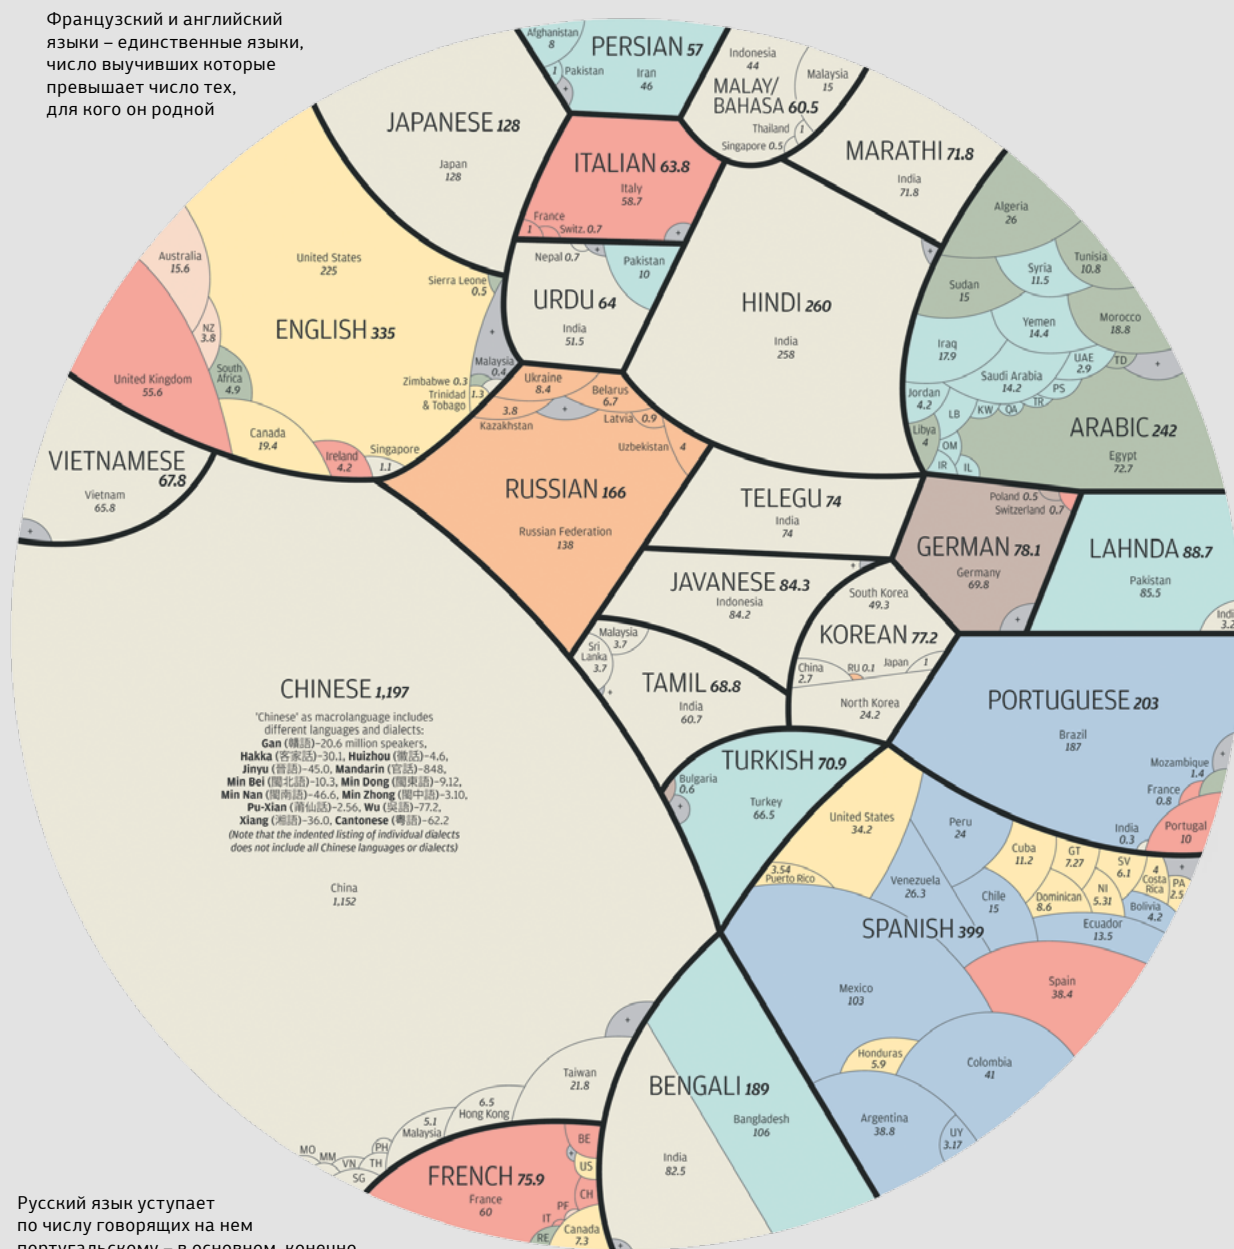 Французский и английский
языки – единственные языки,
число выучивших которые
превышает число тех,
для кого он родной
Afghanistan
8
PERSIAN 57
1 Pakistan
Iran
46
+
Indonesia
44
Malaysia
15
MALAY/
BAHASA 60.5
Thailand 1
Singapore 0.5
JAPANESE 128
Japan
128
ITALIAN 63.8
Italy
58.7
France
1
Switz. 0.7
+
MARATHI 71.8
India
71.8
+
Algeria
26
Tunisia
10.8
Syria
11.5
Sudan
15
Morocco
18.8
Yemen
14.4
Iraq
17.9
UAE
2.9
TD
+
Saudi Arabia
14.2
PS
Jordan
4.2
TR
QA
KW
LB
Libya
4
OM
IR
IL
ARABIC 242
Egypt
72.7
Australia
15.6
United States
225
Sierra Leone
0.5
ENGLISH 335
NZ
3.8
+
South
Africa
4.9
United Kingdom
55.6
Malaysia
0.4
Zimbabwe 0.3
Trinidad
& Tobago
1.3
Canada
19.4
Ireland
4.2
Singapore
1.1
Nepal 0.7
+
Pakistan
10
URDU 64
India
51.5
HINDI 260
India
258
Ukraine
8.4
Belarus
6.7
3.8
Kazakhstan
+
Latvia 0.9
Uzbekistan 4
RUSSIAN 166
Russian Federation
138
VIETNAMESE
67.8
Vietnam
65.8
+
TELEGU 74
India
74
Poland 0.5
Switzerland 0.7
GERMAN 78.1
Germany
69.8
+
LAHNDA 88.7
Pakistan
85.5
Indi
3.2
JAVANESE 84.3
Indonesia
84.2
+
South Korea
49.3
KOREAN 77.2
China
2.7
RU 0.1
Japan 1
North Korea
24.2
Malaysia
3.7
Sri
Lanka
3.7
+
TAMIL 68.8
India
60.7
CHINESE 1,197
'Chinese' as macrolanguage includes
different languages and dialects:
Gan (贛語)–20.6 million speakers,
Hakka (客家話)–30.1, Huizhou (徽話)–4.6,
Jinyu (晉語)–45.0, Mandarin (官話)–848,
Min Bei (閩北語)–10.3, Min Dong (閩東語)–9.12,
Min Nan (閩南語)–46.6, Min Zhong (閩中語)–3.10,
Pu-Xian (莆仙話)–2.56, Wu (吳語)–77.2,
Xiang (湘語)–36.0, Cantonese (粵語)–62.2
(Note that the indented listing of individual dialects
does not include all Chinese languages or dialects)
China
1,152
TURKISH 70.9
Bulgaria
0.6
+
Turkey
66.5
PORTUGUESE 203
Brazil
187
+
Mozambique
1.4
France
0.8
India
0.3
Portugal
10
United States
34.2
3.54
Puerto Rico
Peru
24
Venezuela
26.3
Chile
15
Cuba
11.2
GT
7.27
SV
6.1
4
Costa
Rica
+
PA
2.5
Dominican
8.6
NI
5.31
Bolivia
4.2
Ecuador
13.5
SPANISH 399
Mexico
103
Spain
38.4
Honduras
5.9
Colombia
41
Argentina
38.8
UY
3.17
+
Taiwan
21.8
6.5
Hong Kong
5.1
Malaysia
PH
TH
VN
SG
MM
MO
BENGALI 189
Bangladesh
106
India
82.5
+
FRENCH 75.9
France
60
BE
+
US
CH
PF
IT
RE
Canada
7.3
Русский язык уступает
по числу говорящих на нем
португальскому – в основном, конечно